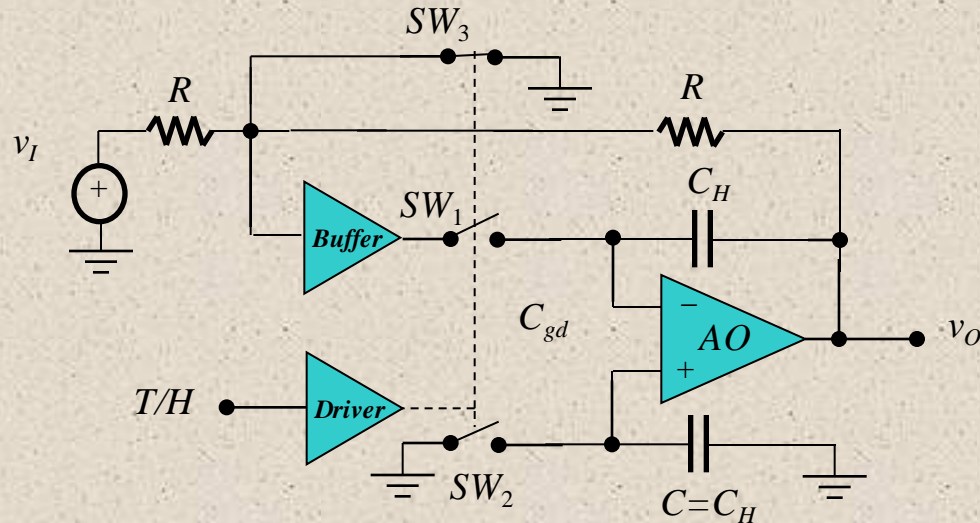 SW3
R
R
vI
+
CH
SW1
Buffer
Cgd
−
AO
vO
+
T/H
Driver
SW2
C=CH